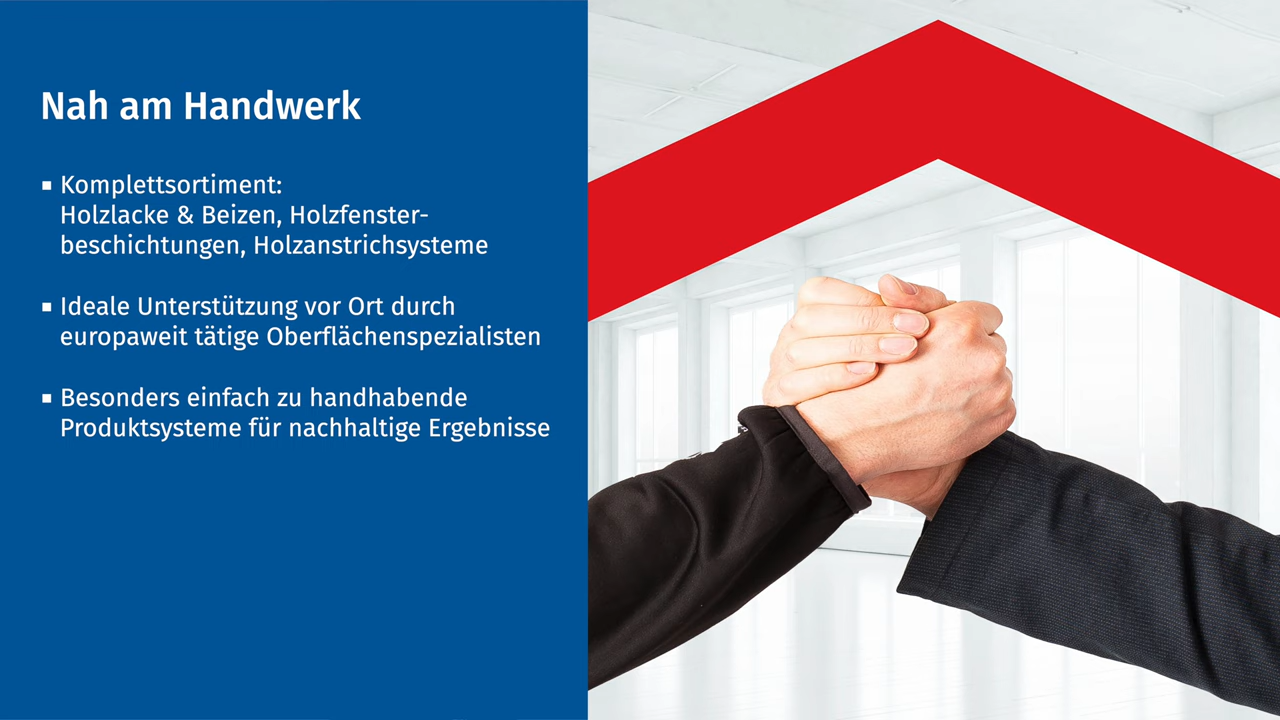 Nah am Handwerk
▪ Komplettsortiment:
Holzlacke & Beizen, Holzfenster-
beschichtungen, Holzanstrichsysteme
▪ Ideale Unterstützung vor Ort durch
europaweit tätige Oberflächenspezialisten
▪ Besonders einfach zu handhabende
Produktsysteme für nachhaltige Ergebnisse